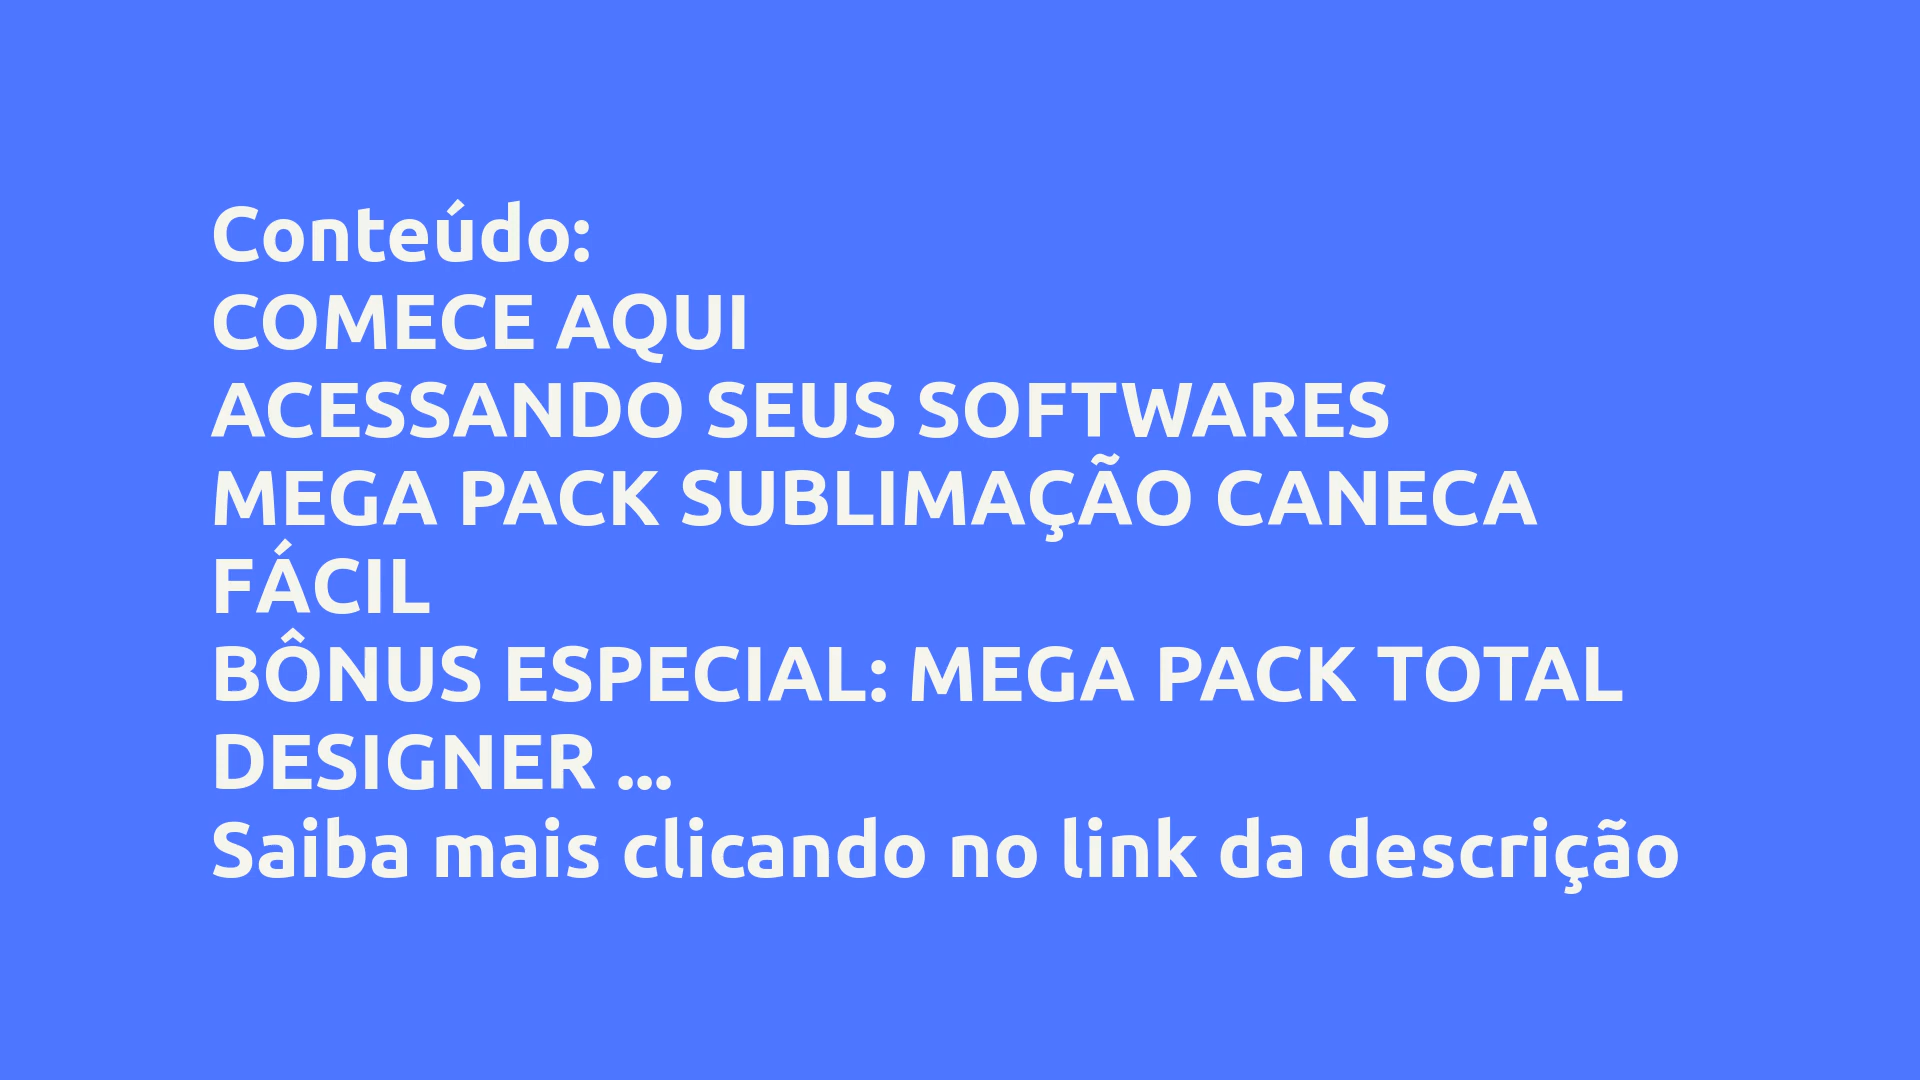 Conteúdo:
COMECE AQUI
ACESSANDO SEUS SOFTWARES
MEGA PACK SUBLIMAÇÃO CANECA
FÁCIL
BÔNUS ESPECIAL: MEGA PACK TOTAL
DESIGNER ...
Saiba mais clicando no link da descrição